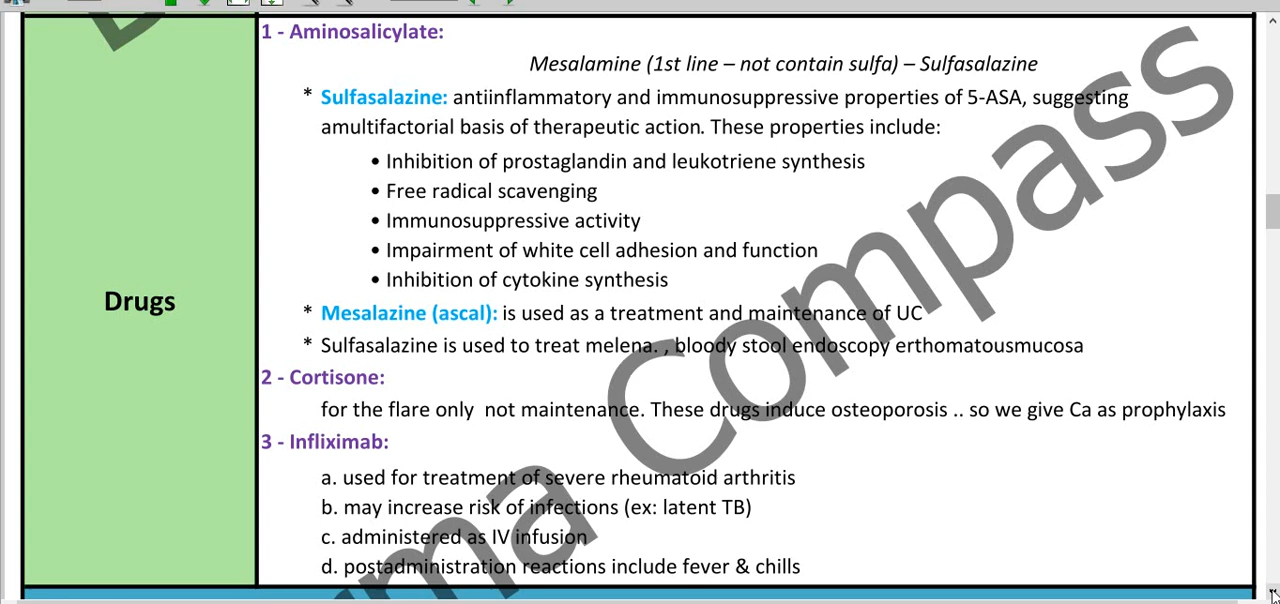 1 - Aminosalicylate:
Mesalamine (1st line – not contain sulfa) – Sulfasalazine
* Sulfasalazine: antiinflammatory and immunosuppressive properties of 5-ASA, suggesting
amultifactorial basis of therapeutic action. These properties include:
• Inhibition of prostaglandin and leukotriene synthesis
• Free radical scavenging
• Immunosuppressive activity
• Impairment of white cell adhesion and function
• Inhibition of cytokine synthesis
Drugs
* Mesalazine (ascal): is used as a treatment and maintenance of UC
* Sulfasalazine is used to treat melena. , bloody stool endoscopy erthomatousmucosa
2 - Cortisone:
for the flare only not maintenance. These drugs induce osteoporosis .. so we give Ca as prophylaxis
3 - Infliximab:
a. used for treatment of severe rheumatoid arthritis
b. may increase risk of infections (ex: latent TB)
c. administered as IV infusion
d. postadministration reactions include fever & chills
ma Compass